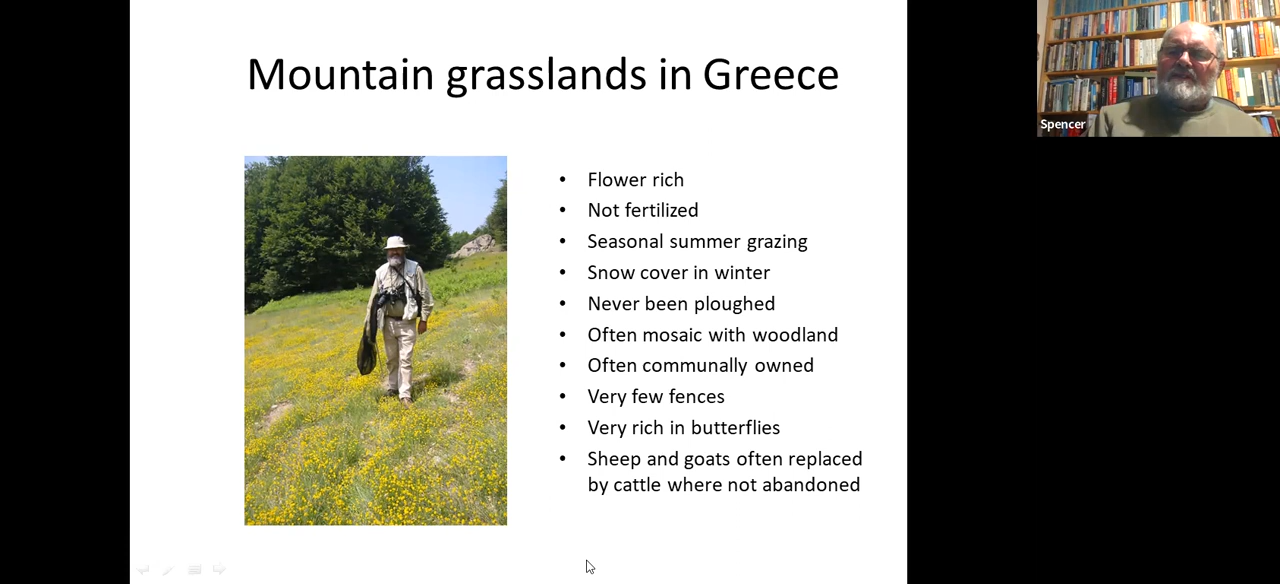 Mountain grasslands in Greece
Spencer
• Flower rich
• Not fertilized
• Seasonal summer grazing
• Snow cover in winter
• Never been ploughed
• Often mosaic with woodland
• Often communally owned
• Very few fences
• Very rich in butterflies
• Sheep and goats often replaced
by cattle where not abandoned